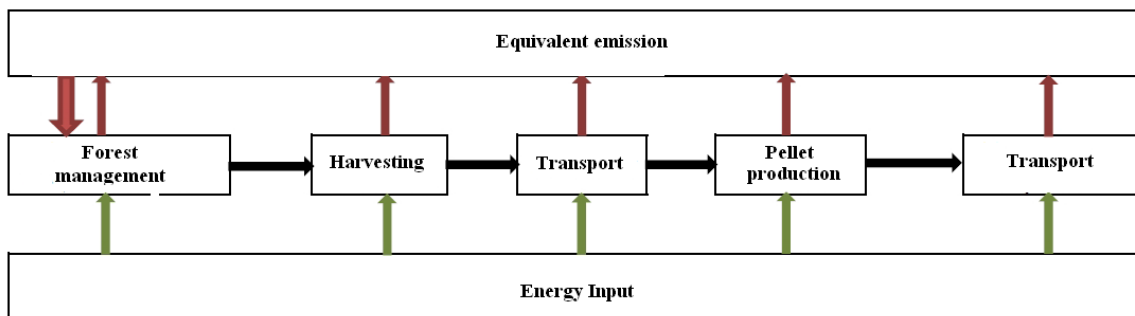 Equivalent emission
Forest
management
Harvesting
Transport
Pellet
production
Transport
Energy Input